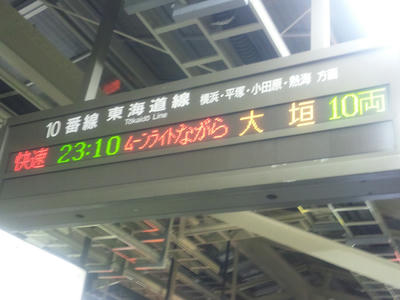 10番線 東海道線 横浜・平塚・小田原・熱海 方面
Tōkaidō Line
快速 23:10 ムーンライトながら 大垣 10両